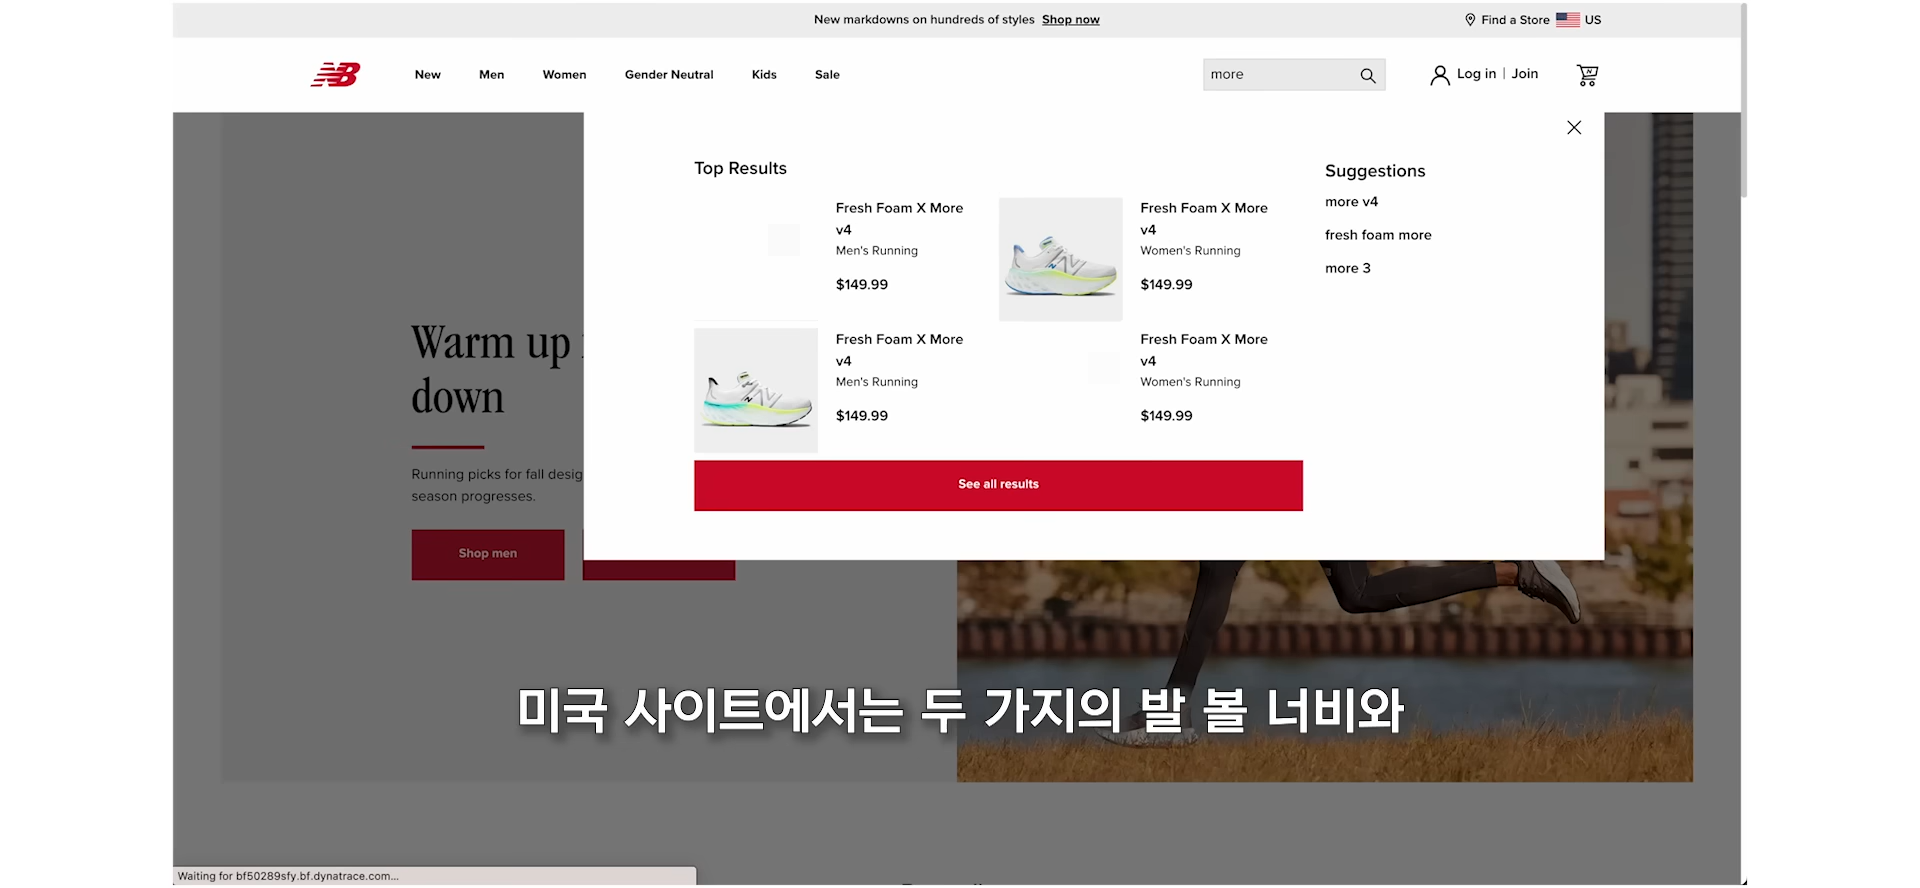 New markdowns on hundreds of styles Shop now
Find a Store US
New Men Women Gender Neutral Kids Sale
more
Log in | Join
Top Results
Fresh Foam X More
v4
Men's Running
$149.99
Fresh Foam X More
v4
Women's Running
$149.99
Fresh Foam X More
v4
Men's Running
$149.99
Fresh Foam X More
v4
Women's Running
$149.99
See all results
Suggestions
more v4
fresh foam more
more 3
Warm up
down
Running picks for fall desig
season progresses.
Shop men
미국 사이트에서는 두 가지의 발 볼 너비와
Waiting for bf50289sfy.bf.dynatrace.com...